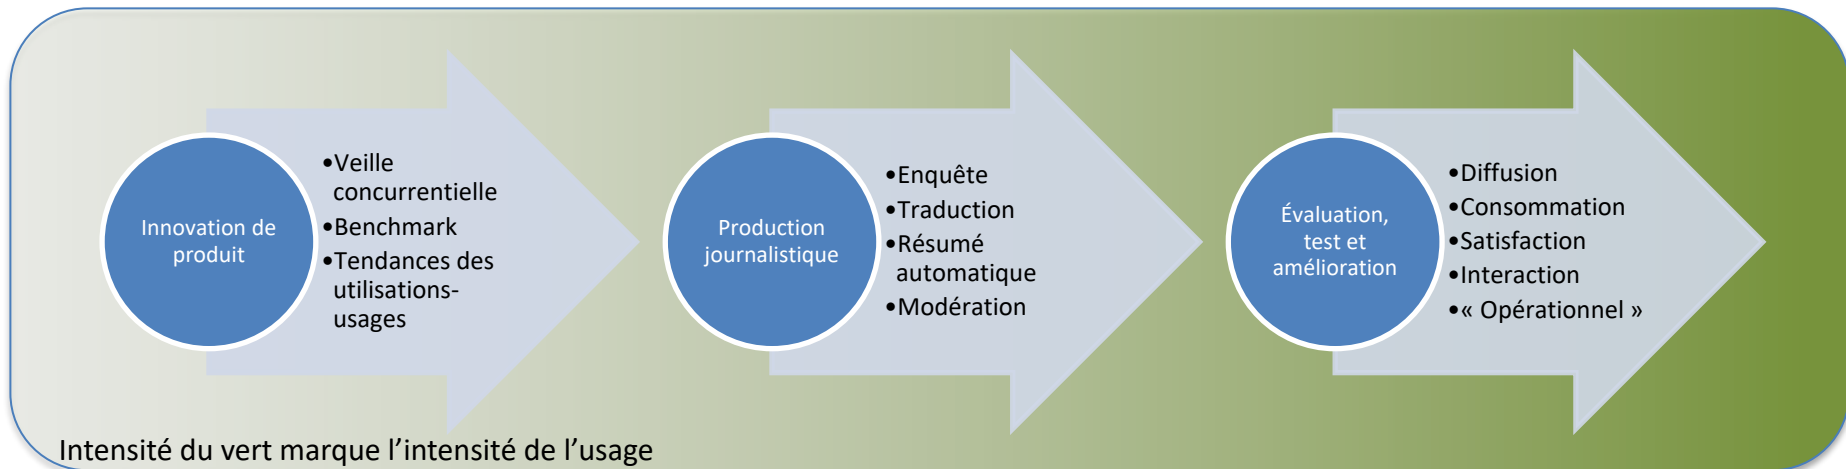 Innovation de
produit
•Veille
concurrentielle
•Benchmark
•Tendances des
utilisations-
usages
Production
journalistique
•Enquête
•Traduction
•Résumé
automatique
•Modération
Évaluation,
test et
amélioration
•Diffusion
•Consommation
•Satisfaction
•Interaction
•« Opérationnel »
Intensité du vert marque l’intensité de l’usage